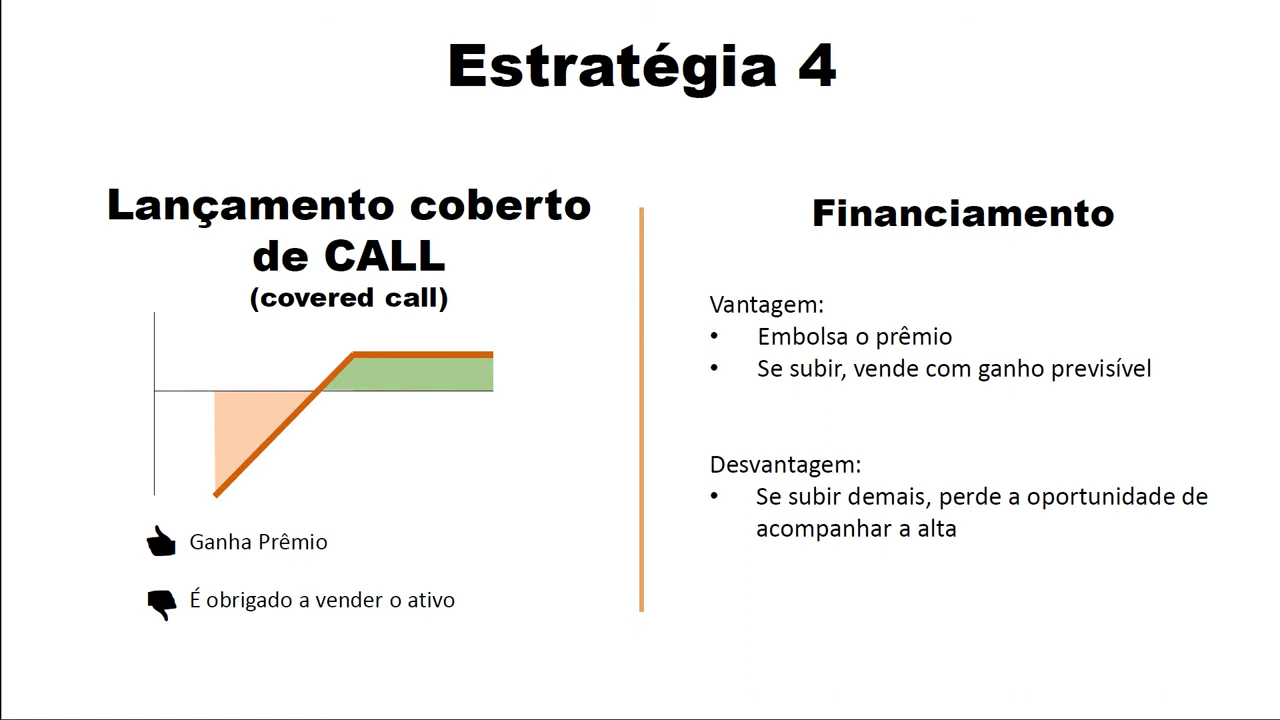 Estratégia 4
Lançamento coberto
de CALL
(covered call)
Ganha Prêmio
É obrigado a vender o ativo
Financiamento
Vantagem:
• Embolsa o prêmio
• Se subir, vende com ganho previsível
Desvantagem:
• Se subir demais, perde a oportunidade de
acompanhar a alta